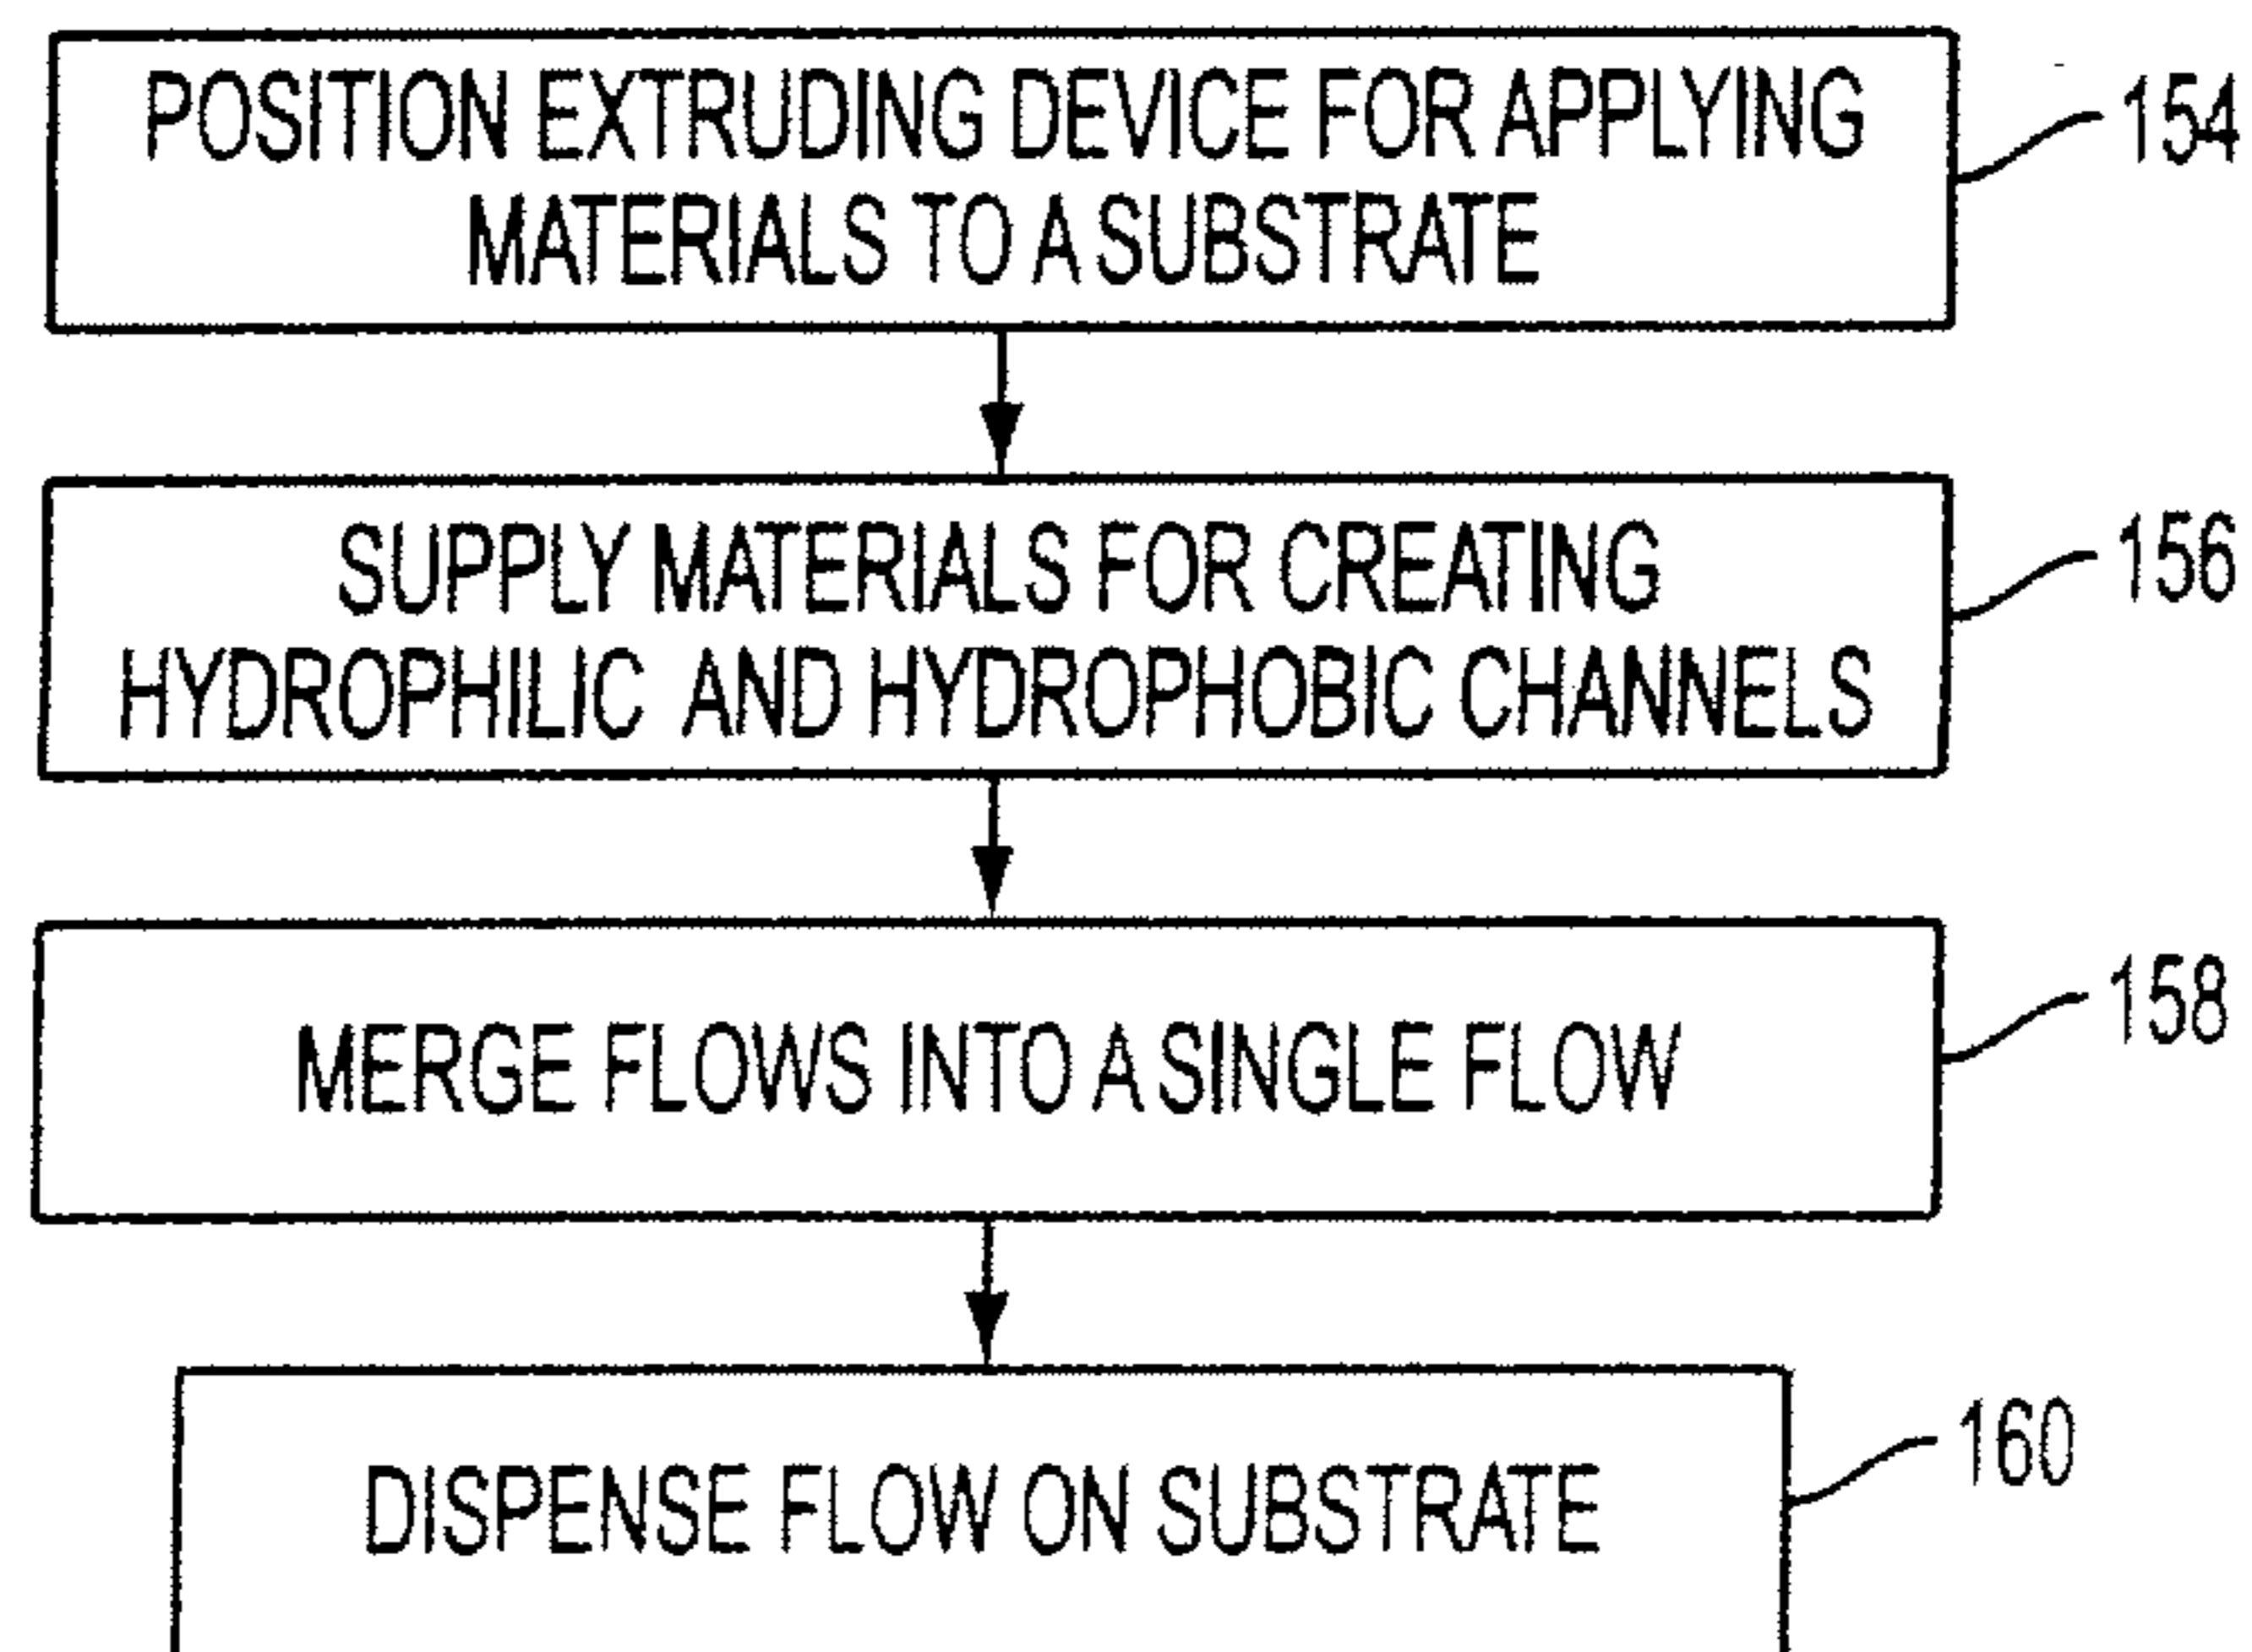 POSITION EXTRUDING DEVICE FOR APPLYING
MATERIALS TO A SUBSTRATE
154
SUPPLY MATERIALS FOR CREATING
HYDROPHILIC AND HYDROPHOBIC CHANNELS
156
MERGE FLOWS INTO A SINGLE FLOW
158
DISPENSE FLOW ON SUBSTRATE
160